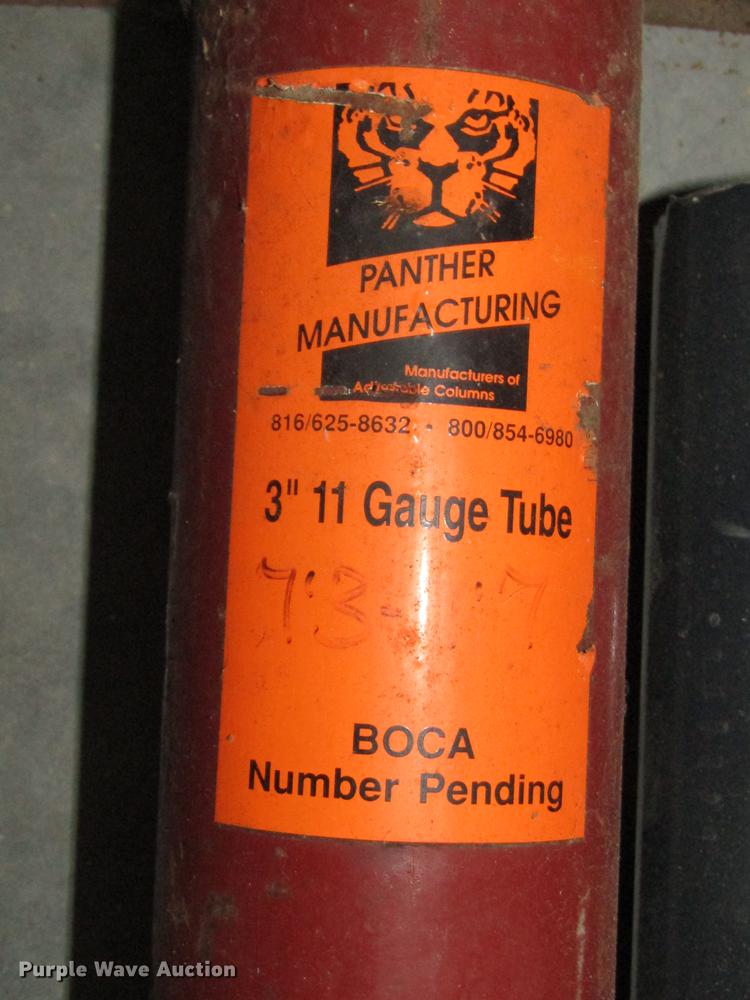 PANTHER
MANUFACTURING
Manufacturers of
Adjustable Columns
816/625-8632 • 800/854-6980
3" 11 Gauge Tube
BOCA
Number Pending
Purple Wave Auction